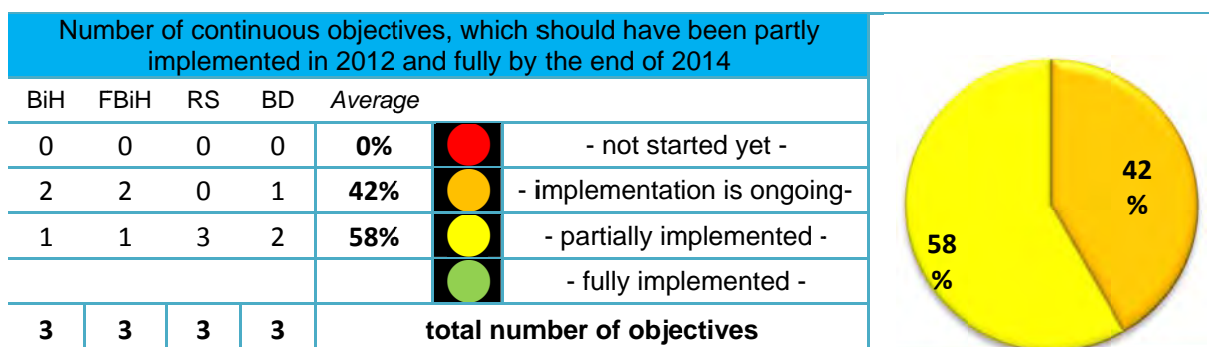 Number of continuous objectives, which should have been partly
implemented in 2012 and fully by the end of 2014
BiH FBiH RS BD Average
0 0 0 0 0% - not started yet -
2 2 0 1 42% - implementation is ongoing-
1 1 3 2 58% - partially implemented -
- fully implemented -
3 3 3 3 total number of objectives
42
%
58
%